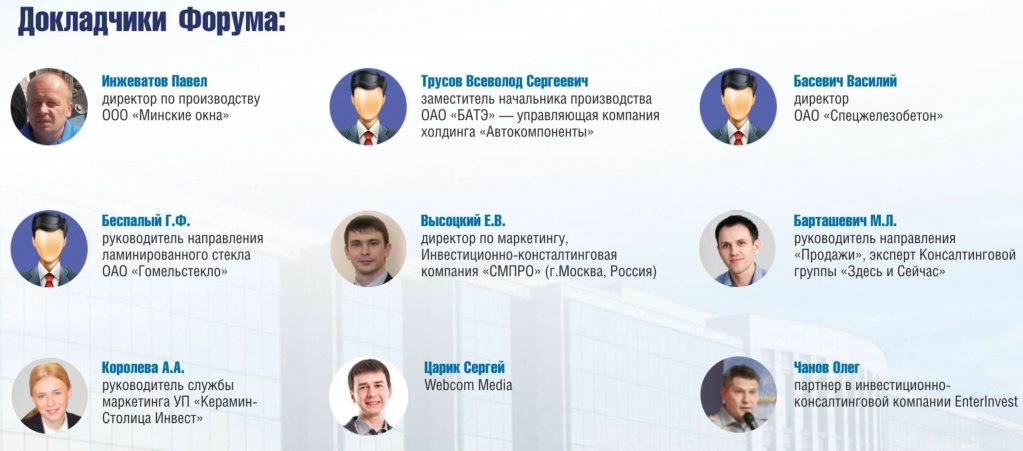 Докладчики Форума:
Инжеватов Павел
директор по производству
ООО «Минские окна»
Трусов Всеволод Сергеевич
заместитель начальника производства
ОАО «БАТЭ» — управляющая компания
холдинга «Автокомпоненты»
Басевич Василий
директор
ОАО «Спецжелезобетон»
Беспалый Г.Ф.
руководитель направления
ламинированного стекла
ОАО «Гомельстекло»
Высоцкий Е.В.
директор по маркетингу,
Инвестиционно-консталтинговая
компания «СМПРО» (г.Москва, Россия)
Барташевич М.Л.
руководитель направления
«Продажи», эксперт Консалтинговой
группы «Здесь и Сейчас»
Королева А.А.
руководитель службы
маркетинга УП «Керамин-
Столица Инвест»
Царик Сергей
Webcom Media
Чанов Олег
партнер в инвестиционно-
консалтинговой компании EnterInvest